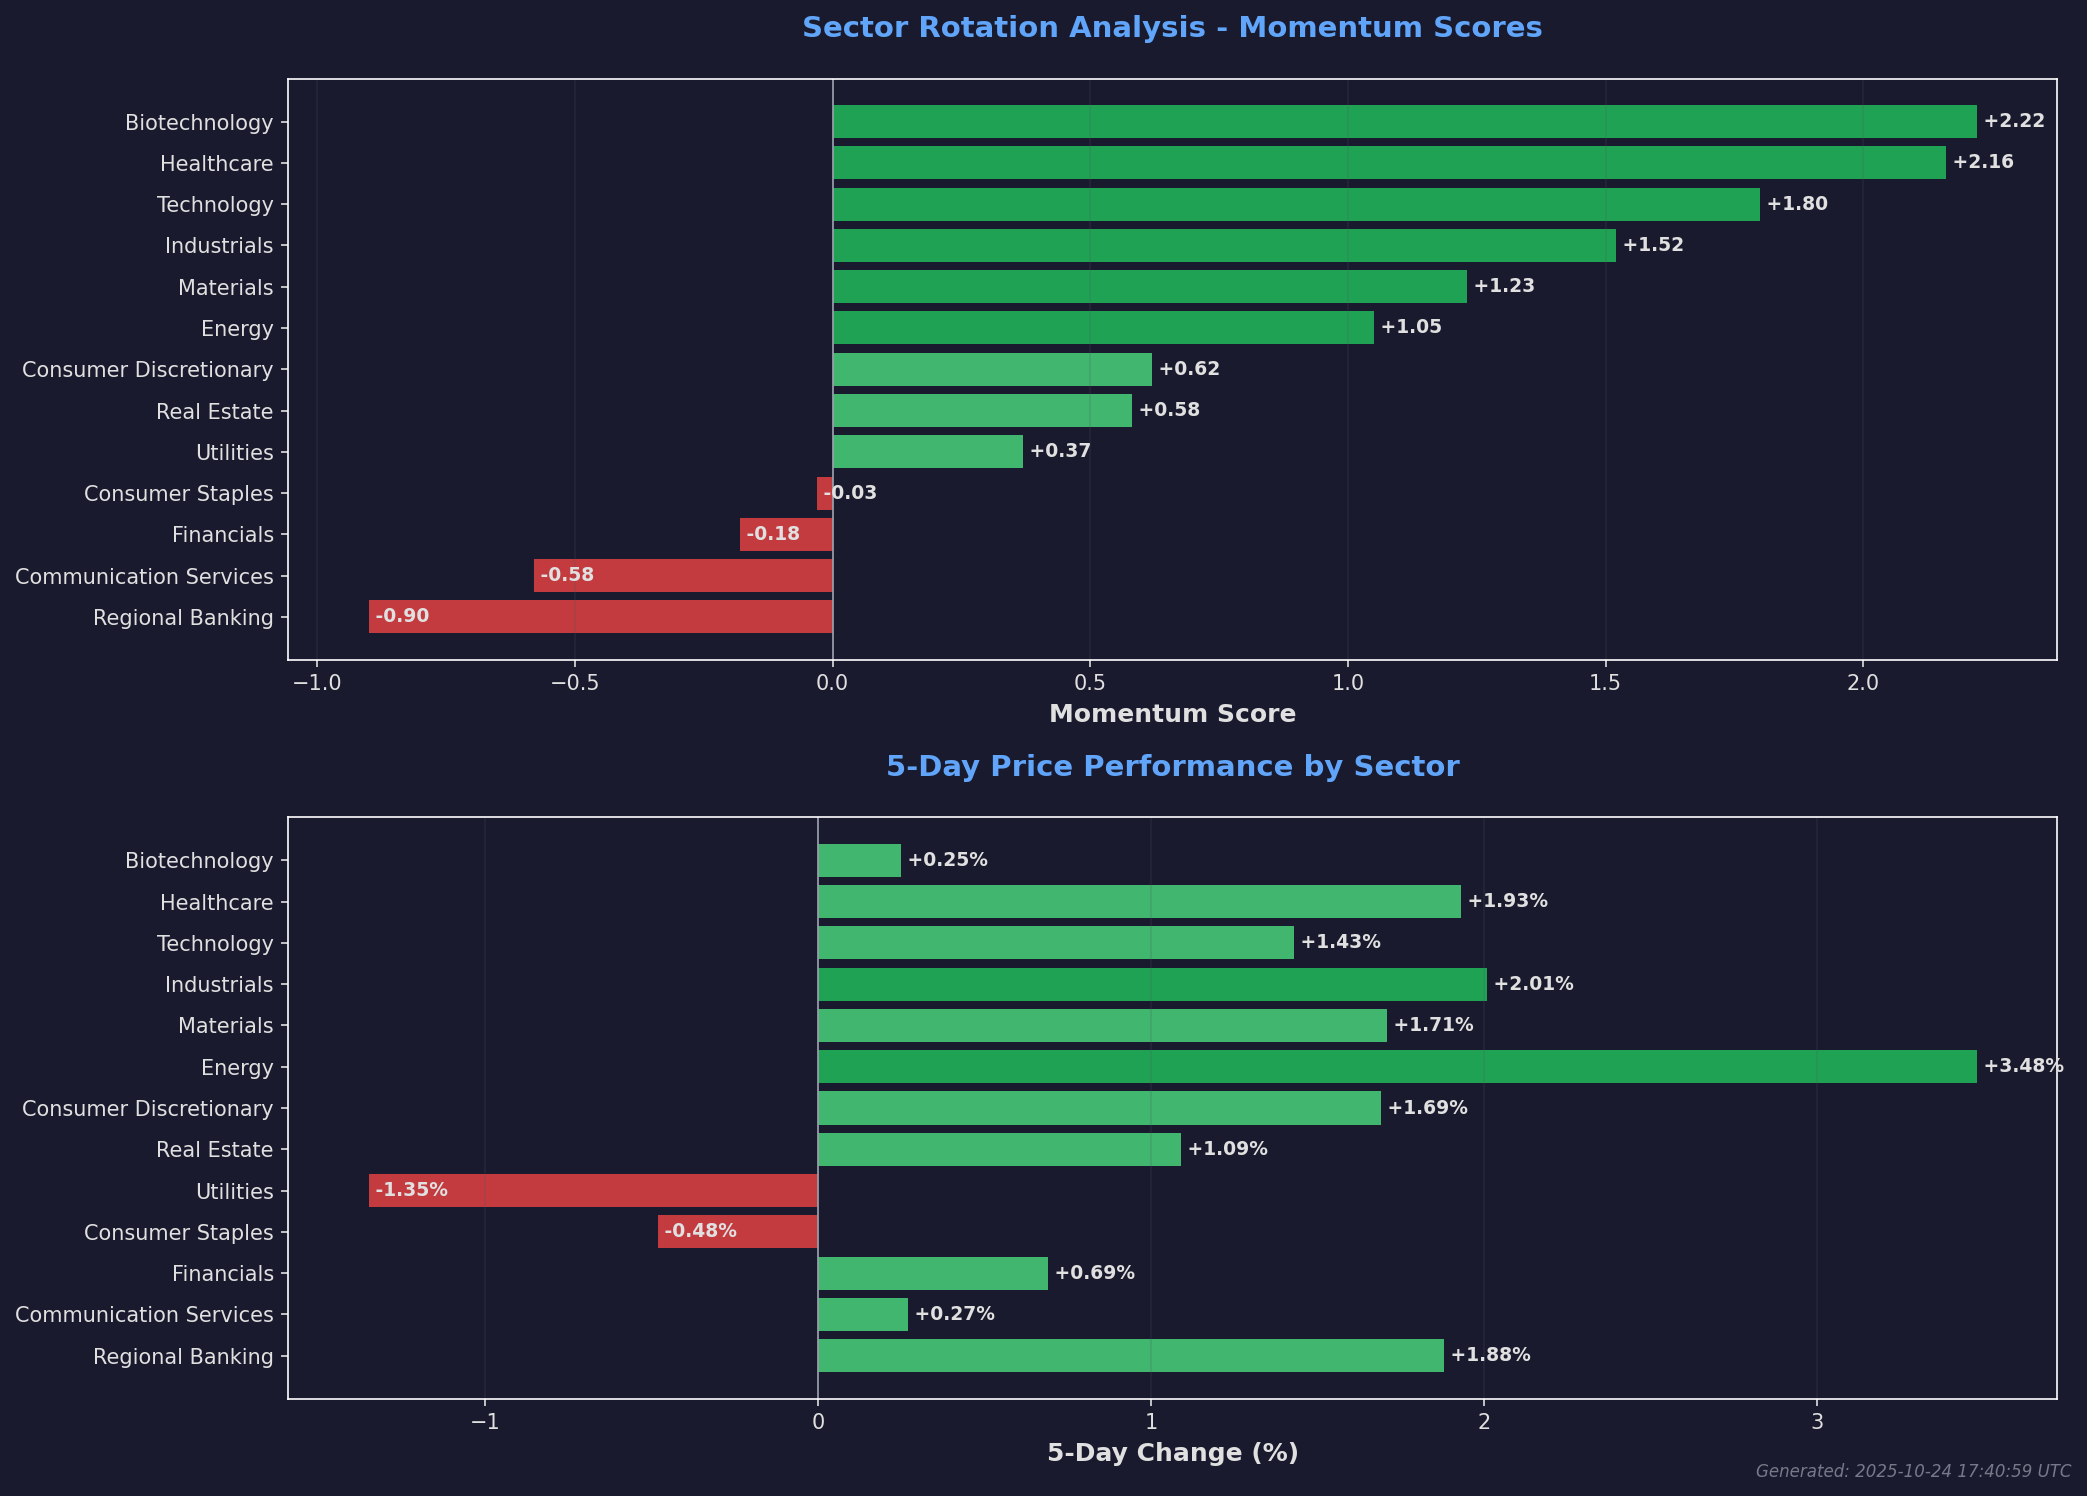 Sector Rotation Analysis - Momentum Scores
Biotechnology +2.22
Healthcare +2.16
Technology +1.80
Industrials +1.52
Materials +1.23
Energy +1.05
Consumer Discretionary +0.62
Real Estate +0.58
Utilities +0.37
Consumer Staples -0.03
Financials -0.18
Communication Services -0.58
Regional Banking -0.90
−1.0 −0.5 0.0 0.5 1.0 1.5 2.0
Momentum Score
5-Day Price Performance by Sector
Biotechnology +0.25%
Healthcare +1.93%
Technology +1.43%
Industrials +2.01%
Materials +1.71%
Energy +3.48%
Consumer Discretionary +1.69%
Real Estate +1.09%
Utilities -1.35%
Consumer Staples -0.48%
Financials +0.69%
Communication Services +0.27%
Regional Banking +1.88%
−1 0 1 2 3
5-Day Change (%)
Generated: 2025-10-24 17:40:59 UTC